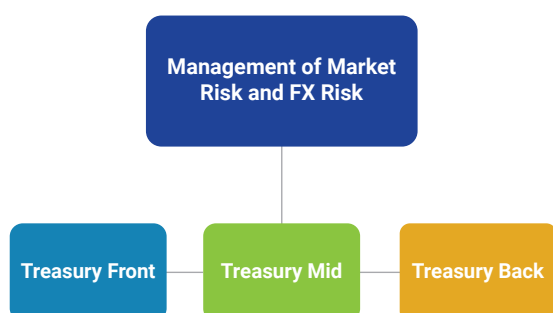 Management of Market
Risk and FX Risk
Treasury Front
Treasury Mid
Treasury Back